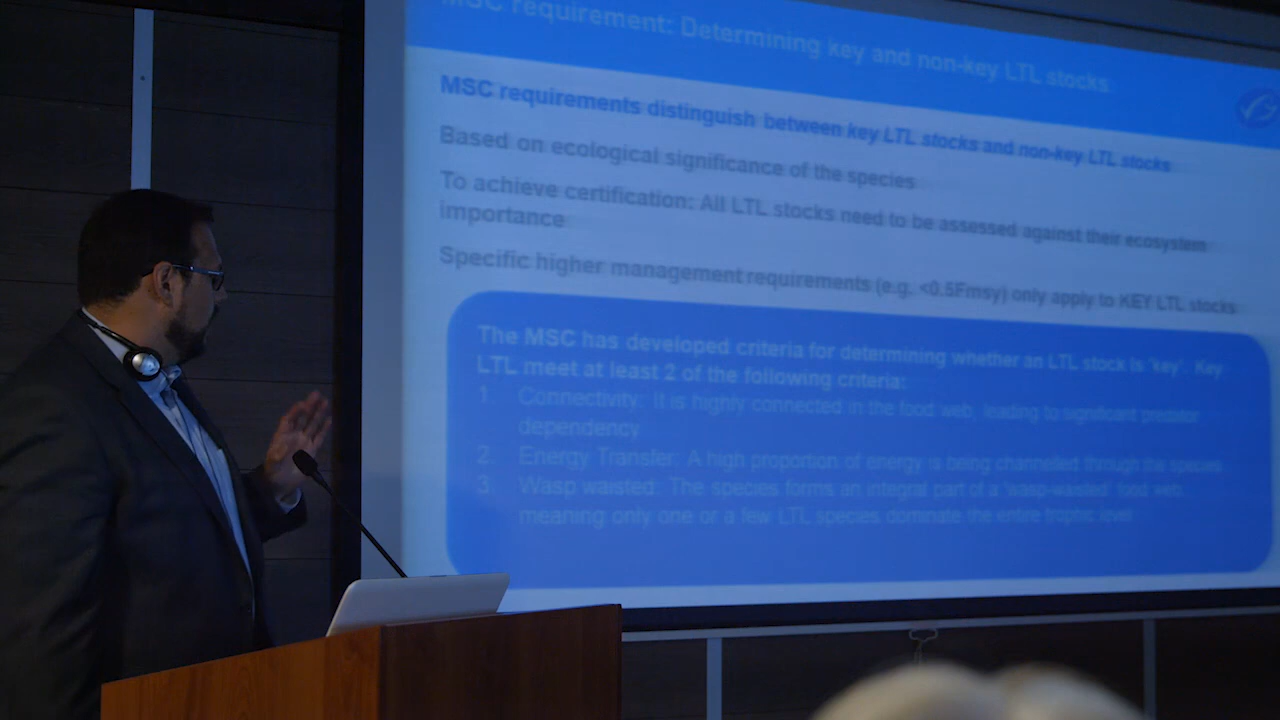 MSC requirement: Determining key and non-key LTL stocks
MSC requirements distinguish between key LTL stocks and non-key LTL stocks
Based on ecological significance of the species
To achieve certification: All LTL stocks need to be assessed against their ecosystem
importance
Specific higher management requirements (e.g. <0.5Fmsy) only apply to KEY LTL stocks
The MSC has developed criteria for determining whether an LTL stock is 'key'. Key
LTL meet at least 2 of the following criteria:
1 Connectivity: It is highly connected in the food web, leading to significant predator
dependency
2. Energy Transfer: A high proportion of energy is being channelled through the species
3. Wasp waisted: The species forms an integral part of a 'wasp-waisted' food web,
meaning only one or a few LTL species dominate the entire trophic level